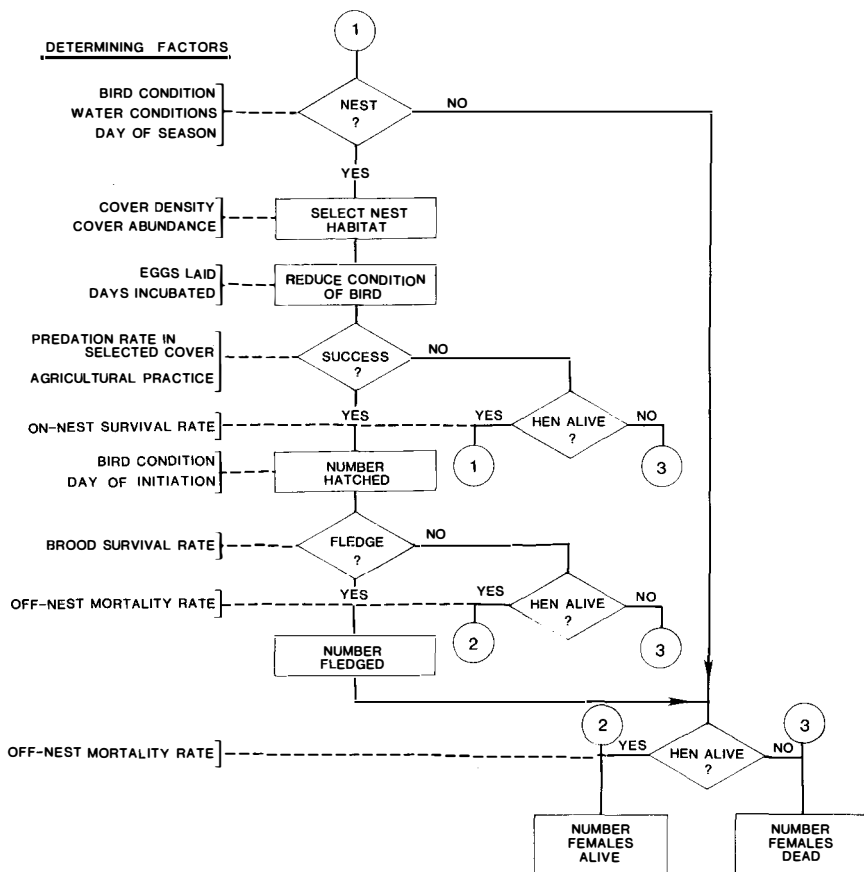 1
DETERMINING FACTORS
BIRD CONDITION
WATER CONDITIONS
DAY OF SEASON
NEST
?
NO
YES
COVER DENSITY
COVER ABUNDANCE
SELECT NEST
HABITAT
EGGS LAID
DAYS INCUBATED
REDUCE CONDITION
OF BIRD
PREDATION RATE IN
SELECTED COVER
AGRICULTURAL PRACTICE
SUCCESS
?
NO
YES
ON-NEST SURVIVAL RATE
YES
HEN ALIVE
?
NO
1
3
BIRD CONDITION
DAY OF INITIATION
NUMBER
HATCHED
BROOD SURVIVAL RATE
FLEDGE
?
NO
YES
OFF-NEST MORTALITY RATE
YES
HEN ALIVE
?
NO
2
3
NUMBER
FLEDGED
2
3
OFF-NEST MORTALITY RATE
YES
HEN ALIVE
?
NO
NUMBER
FEMALES
ALIVE
NUMBER
FEMALES
DEAD